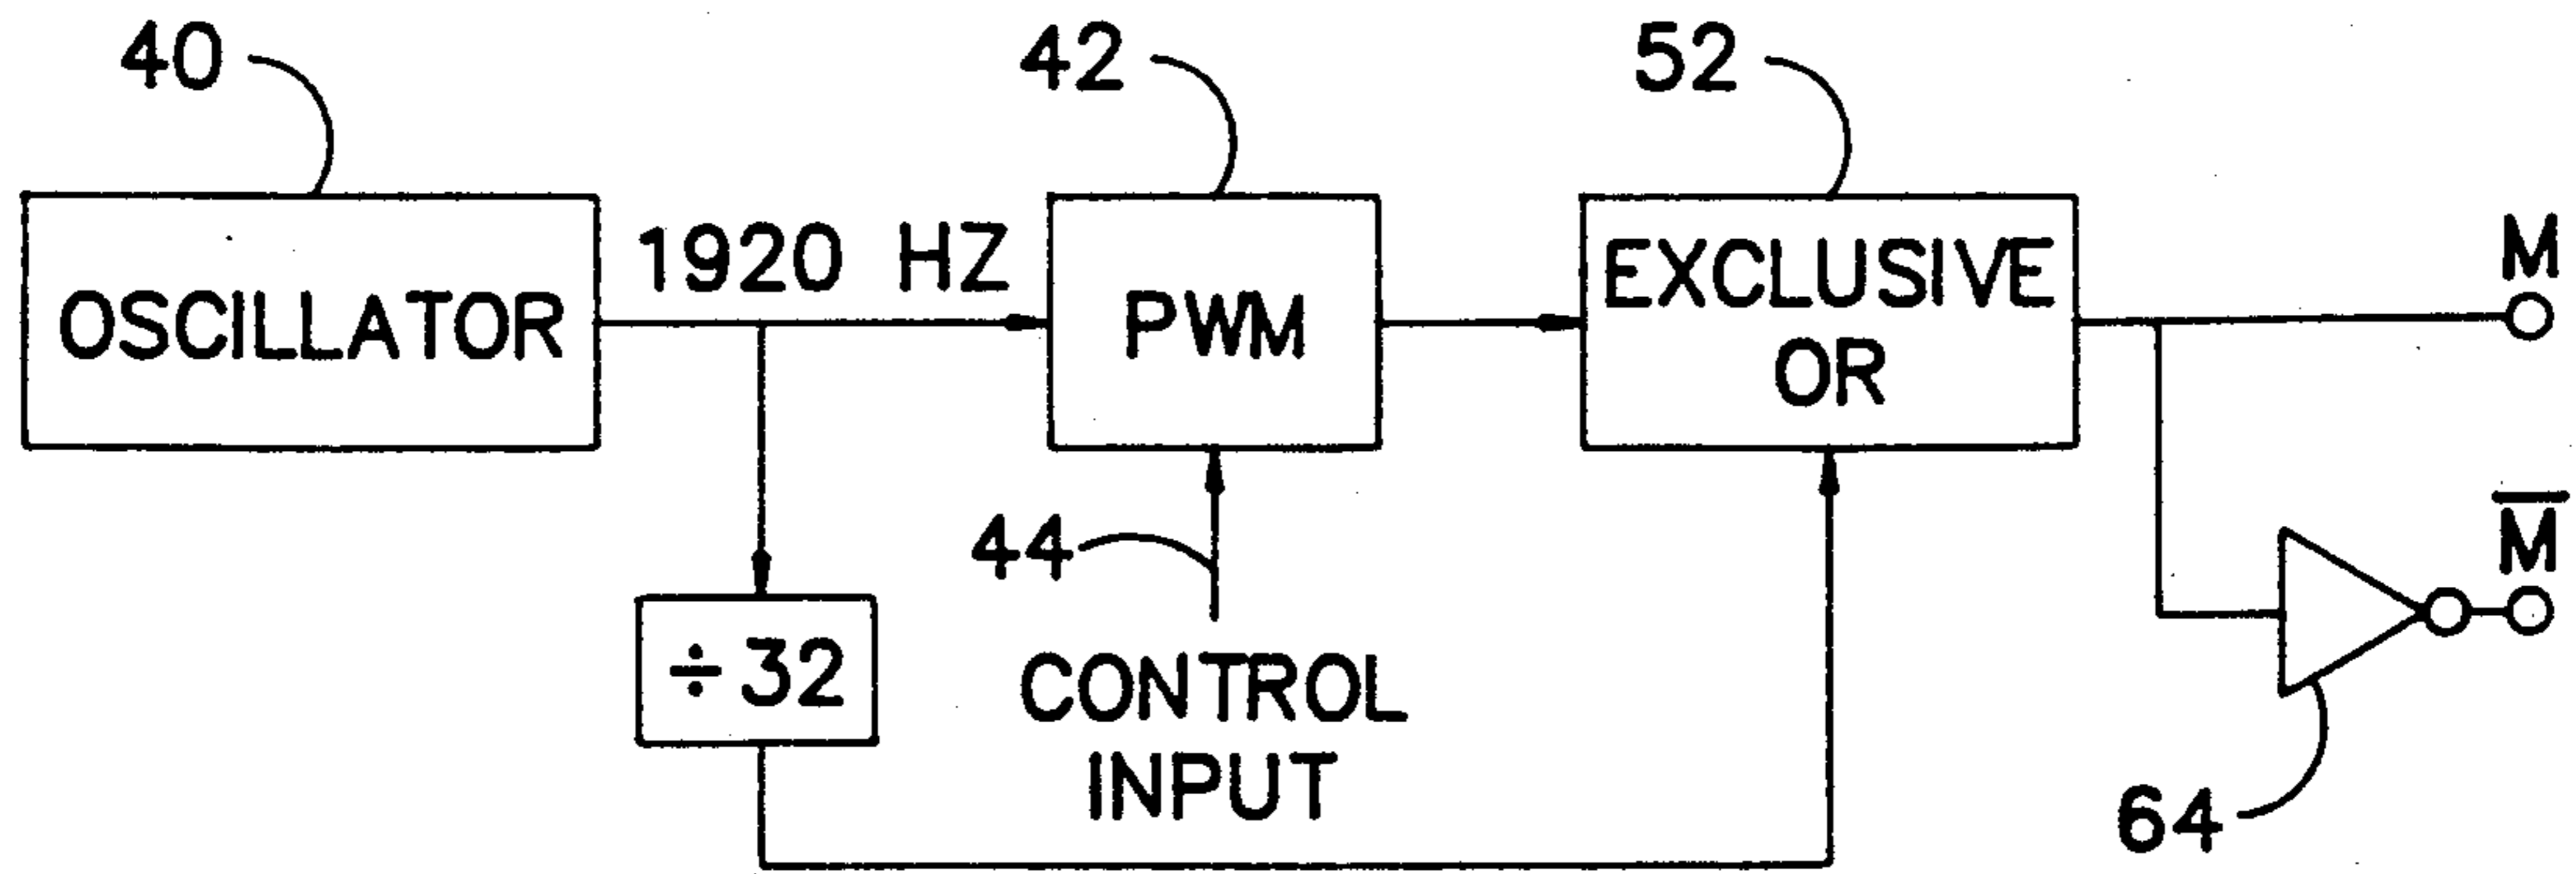 40
42
52
OSCILLATOR
1920 HZ
PWM
EXCLUSIVE
OR
M
÷32
44
CONTROL
INPUT
M̅
64